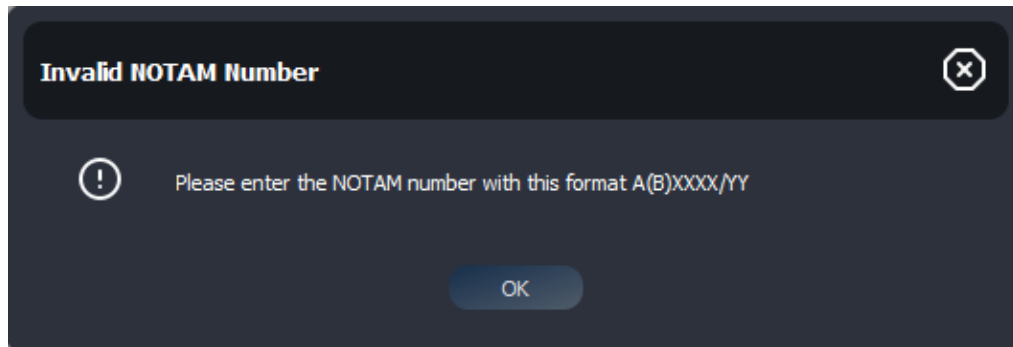 Invalid NOTAM Number
Please enter the NOTAM number with this format A(B)XXXX/YY
OK